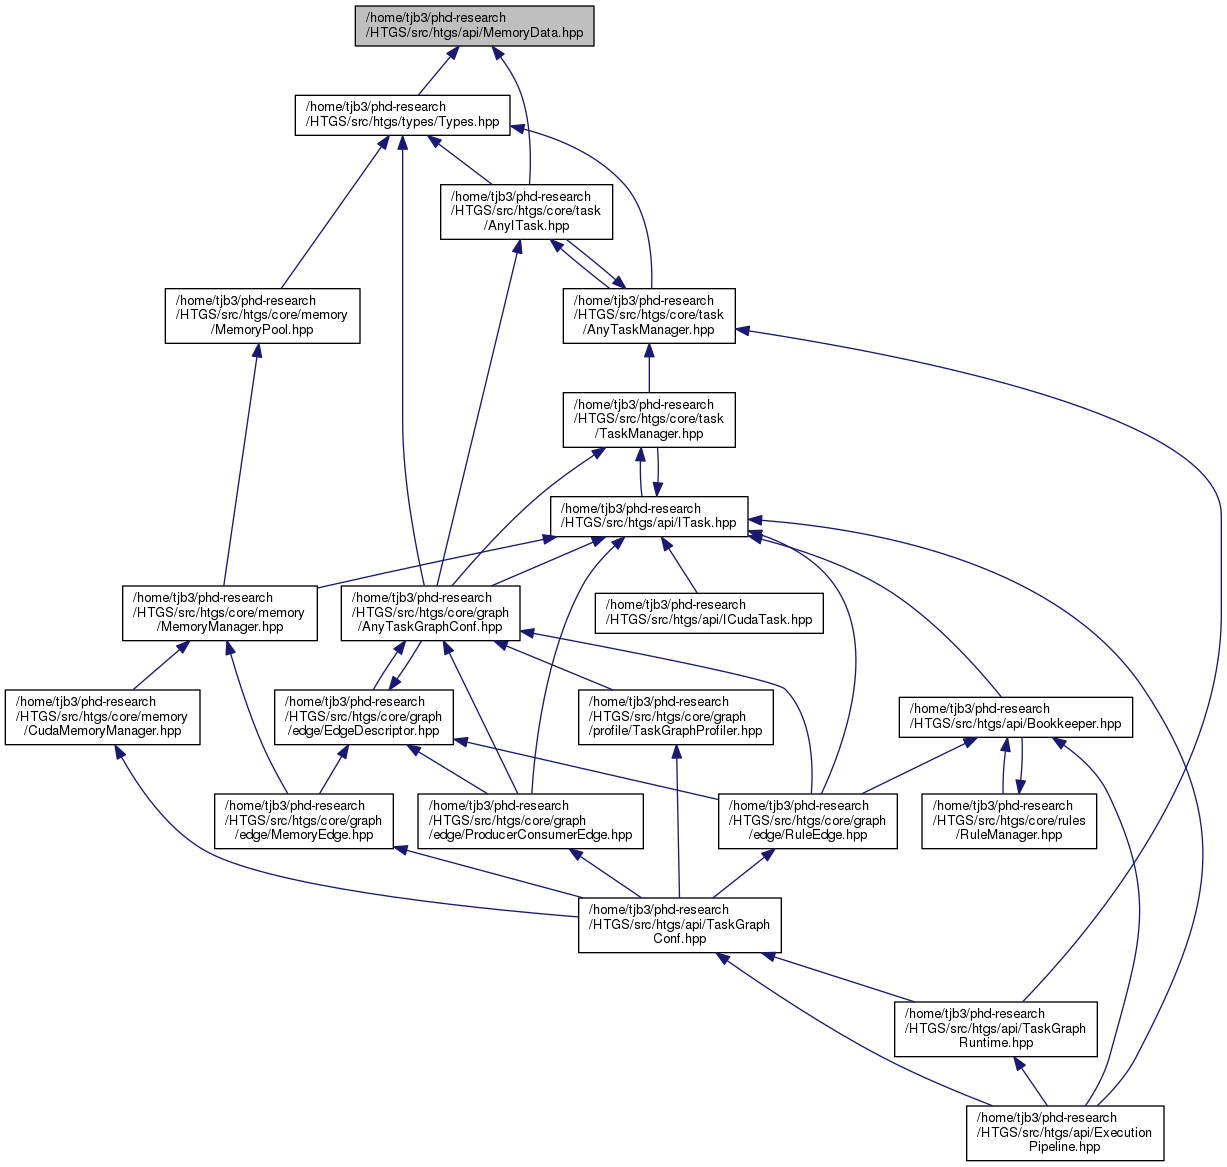 /home/tjb3/phd-research
/HTGS/src/htgs/api/MemoryData.hpp
/home/tjb3/phd-research
/HTGS/src/htgs/types/Types.hpp
/home/tjb3/phd-research
/HTGS/src/htgs/core/task
/AnyITask.hpp
/home/tjb3/phd-research
/HTGS/src/htgs/core/memory
/MemoryPool.hpp
/home/tjb3/phd-research
/HTGS/src/htgs/core/task
/AnyTaskManager.hpp
/home/tjb3/phd-research
/HTGS/src/htgs/core/task
/TaskManager.hpp
/home/tjb3/phd-research
/HTGS/src/htgs/api/ITask.hpp
/home/tjb3/phd-research
/HTGS/src/htgs/core/memory
/MemoryManager.hpp
/home/tjb3/phd-research
/HTGS/src/htgs/core/graph
/AnyTaskGraphConf.hpp
/home/tjb3/phd-research
/HTGS/src/htgs/api/ICudaTask.hpp
/home/tjb3/phd-research
/HTGS/src/htgs/core/memory
/CudaMemoryManager.hpp
/home/tjb3/phd-research
/HTGS/src/htgs/core/graph
/edge/EdgeDescriptor.hpp
/home/tjb3/phd-research
/HTGS/src/htgs/core/graph
/profile/TaskGraphProfiler.hpp
/home/tjb3/phd-research
/HTGS/src/htgs/api/Bookkeeper.hpp
/home/tjb3/phd-research
/HTGS/src/htgs/core/graph
/edge/MemoryEdge.hpp
/home/tjb3/phd-research
/HTGS/src/htgs/core/graph
/edge/ProducerConsumerEdge.hpp
/home/tjb3/phd-research
/HTGS/src/htgs/core/graph
/edge/RuleEdge.hpp
/home/tjb3/phd-research
/HTGS/src/htgs/core/rules
/RuleManager.hpp
/home/tjb3/phd-research
/HTGS/src/htgs/api/TaskGraph
Conf.hpp
/home/tjb3/phd-research
/HTGS/src/htgs/api/TaskGraph
Runtime.hpp
/home/tjb3/phd-research
/HTGS/src/htgs/api/Execution
Pipeline.hpp